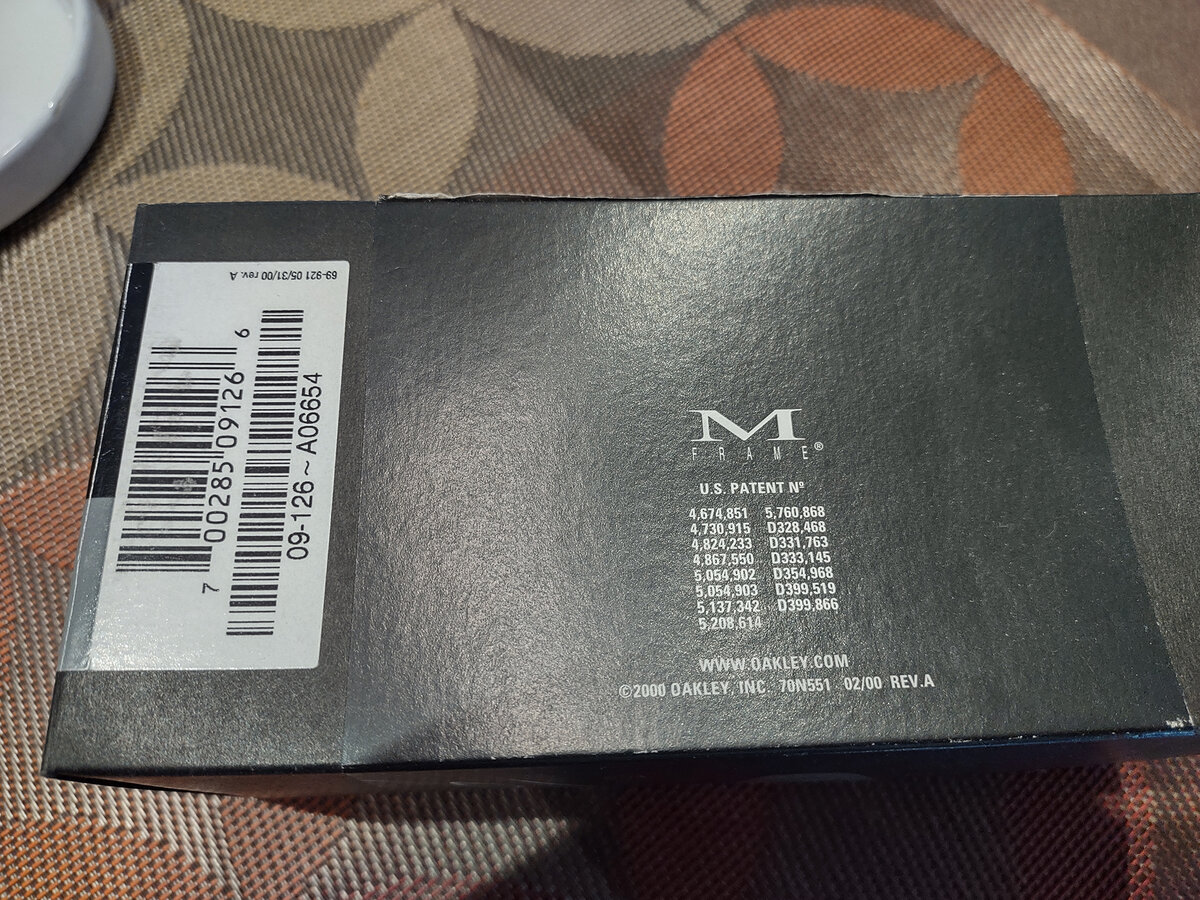 69-921 05/31/00 rev. A
7 00285 09126 6
09-126 ~ A06654
M
FRAME®
U.S. PATENT Nº
4,674,851 5,760,868
4,730,915 D328,468
4,824,233 D331,763
4,867,550 D333,145
5,054,902 D354,968
5,054,903 D399,519
5,137,342 D399,866
5,208,614
WWW.OAKLEY.COM
©2000 OAKLEY, INC. 70N551 02/00 REV.A